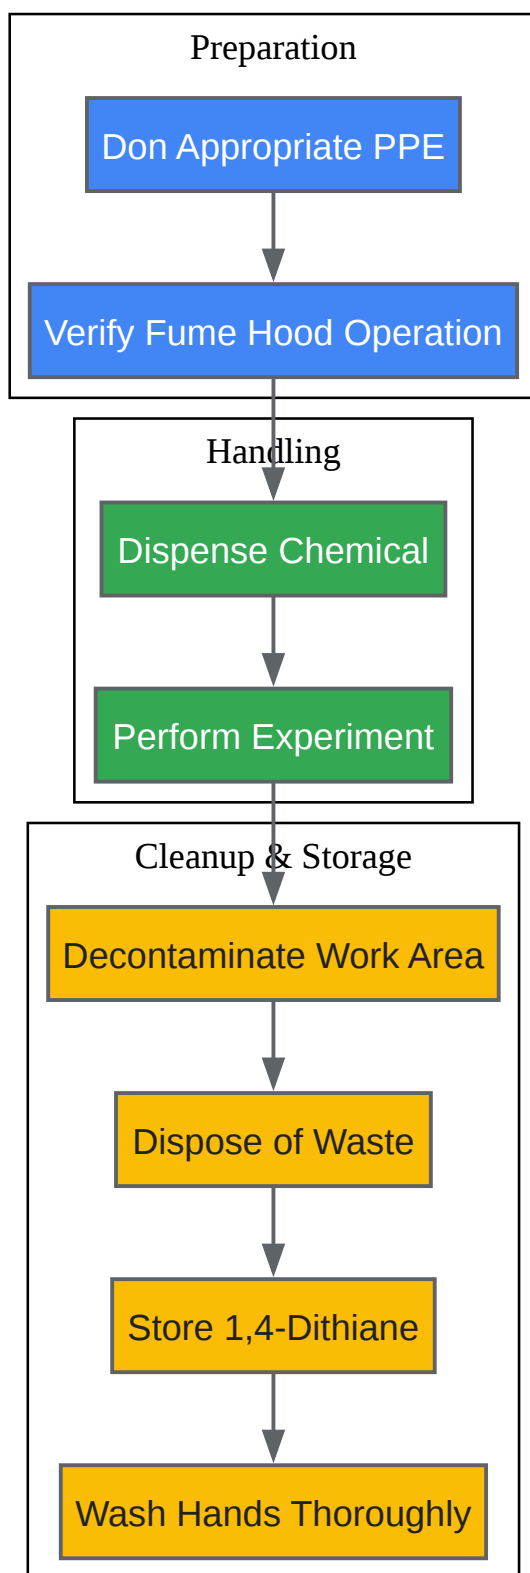 Preparation
Don Appropriate PPE
Verify Fume Hood Operation
Handling
Dispense Chemical
Perform Experiment
Cleanup & Storage
Decontaminate Work Area
Dispose of Waste
Store 1,4-Dithiane
Wash Hands Thoroughly